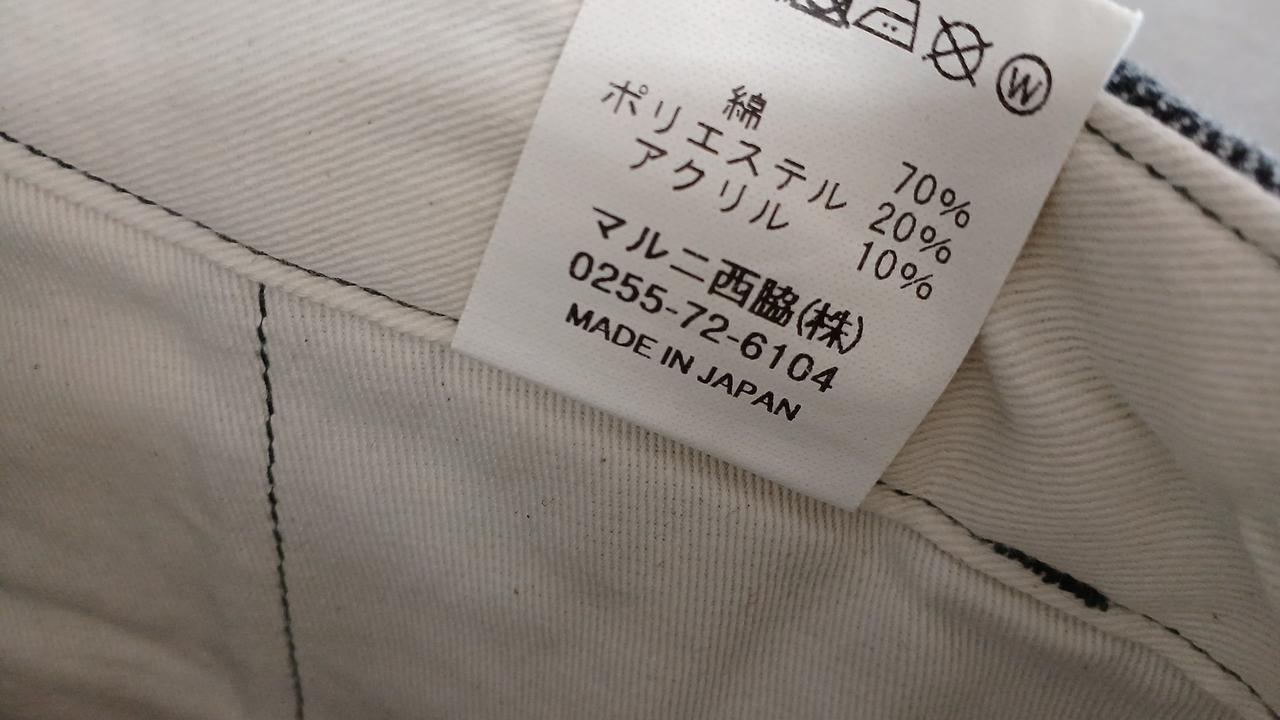 W
綿 70%
ポリエステル 20%
アクリル 10%
マルニ西脇(株)
0255-72-6104
MADE IN JAPAN